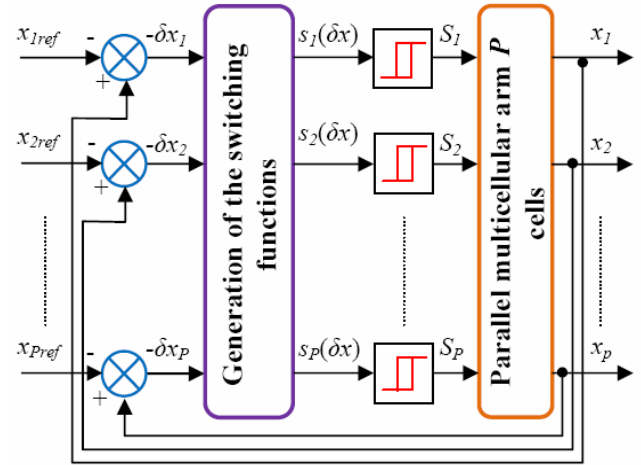 x1ref - -δx1 s1(δx) S1 x1
+
x2ref - -δx2 s2(δx) S2 x2
+
Generation of the switching
functions
Parallel multicellular arm P
cells
xPref - -δxP sP(δx) SP xp
+